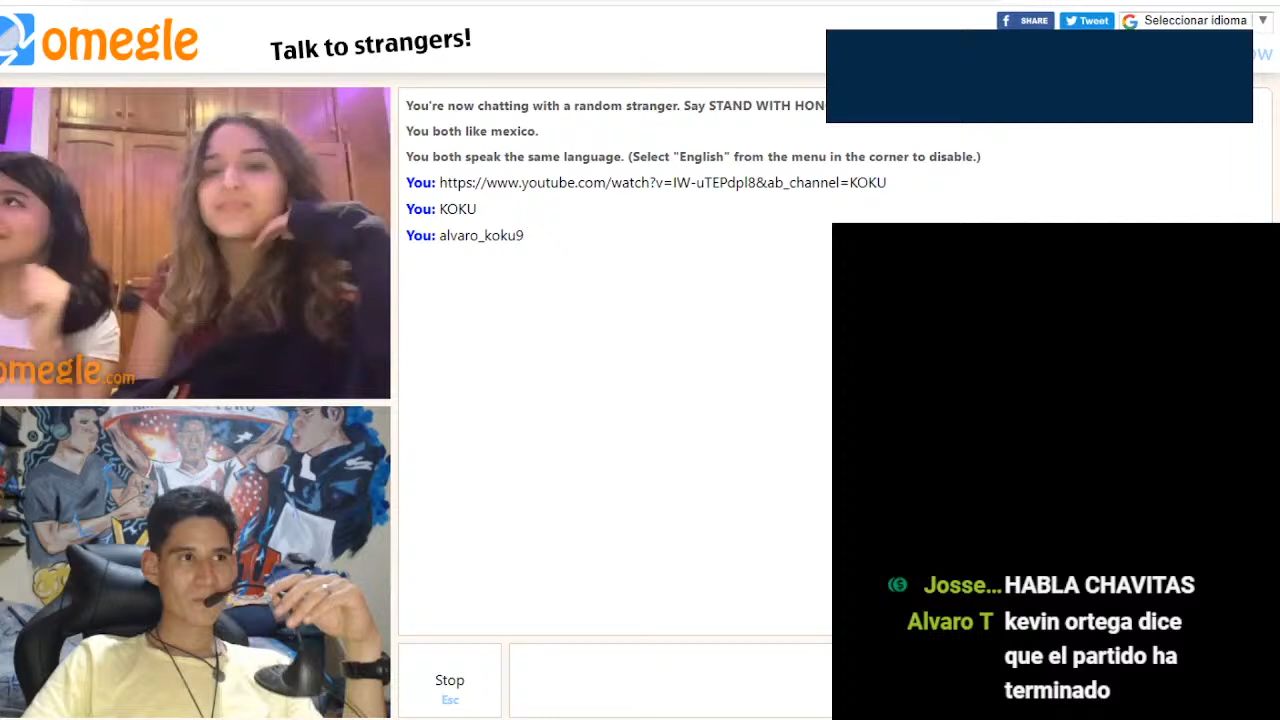 omegle
Talk to strangers!
SHARE
Tweet
Seleccionar idioma
You're now chatting with a random stranger. Say STAND WITH
You both like mexico.
You both speak the same language. (Select "English" from the menu in the corner to disable.)
You: https://www.youtube.com/watch?v=IW-uTEPdpl8&ab_channel=KOKU
You: KOKU
You: alvaro_koku9
omegle.com
Josse... HABLA CHAVITAS
Alvaro T kevin ortega dice
que el partido ha
terminado
Stop
Esc